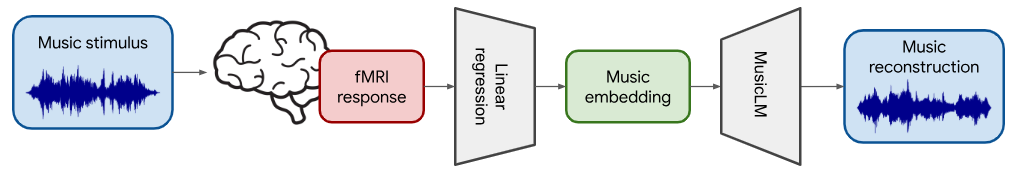 Music stimulus
fMRI
response
Linear
regression
Music
embedding
MusicLM
Music
reconstruction